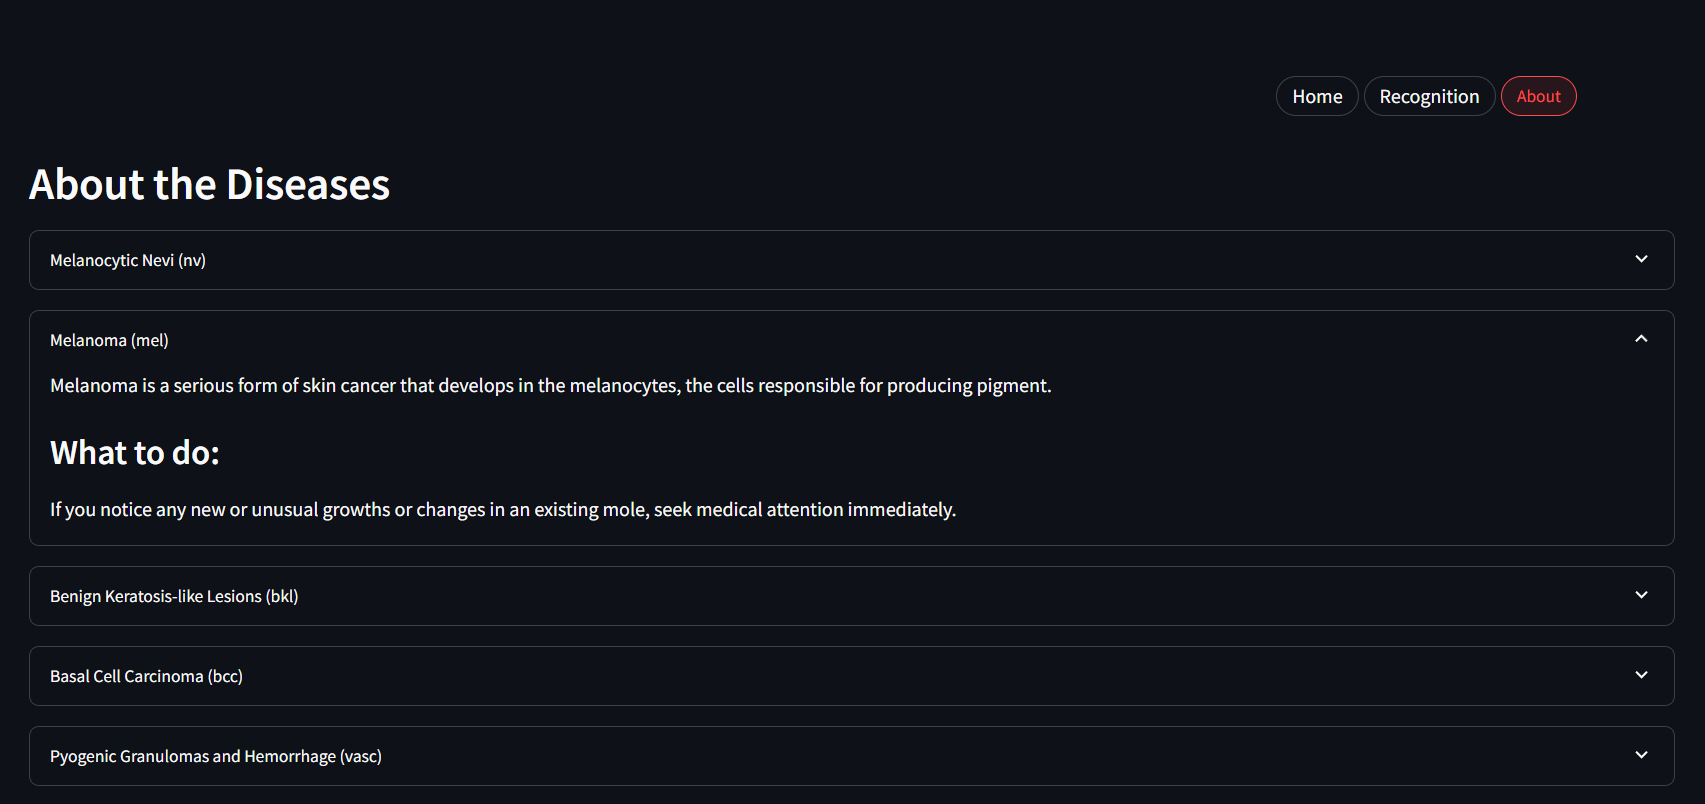 Home Recognition About
About the Diseases
Melanocytic Nevi (nv)
Melanoma (mel)
Melanoma is a serious form of skin cancer that develops in the melanocytes, the cells responsible for producing pigment.
What to do:
If you notice any new or unusual growths or changes in an existing mole, seek medical attention immediately.
Benign Keratosis-like Lesions (bkl)
Basal Cell Carcinoma (bcc)
Pyogenic Granulomas and Hemorrhage (vasc)